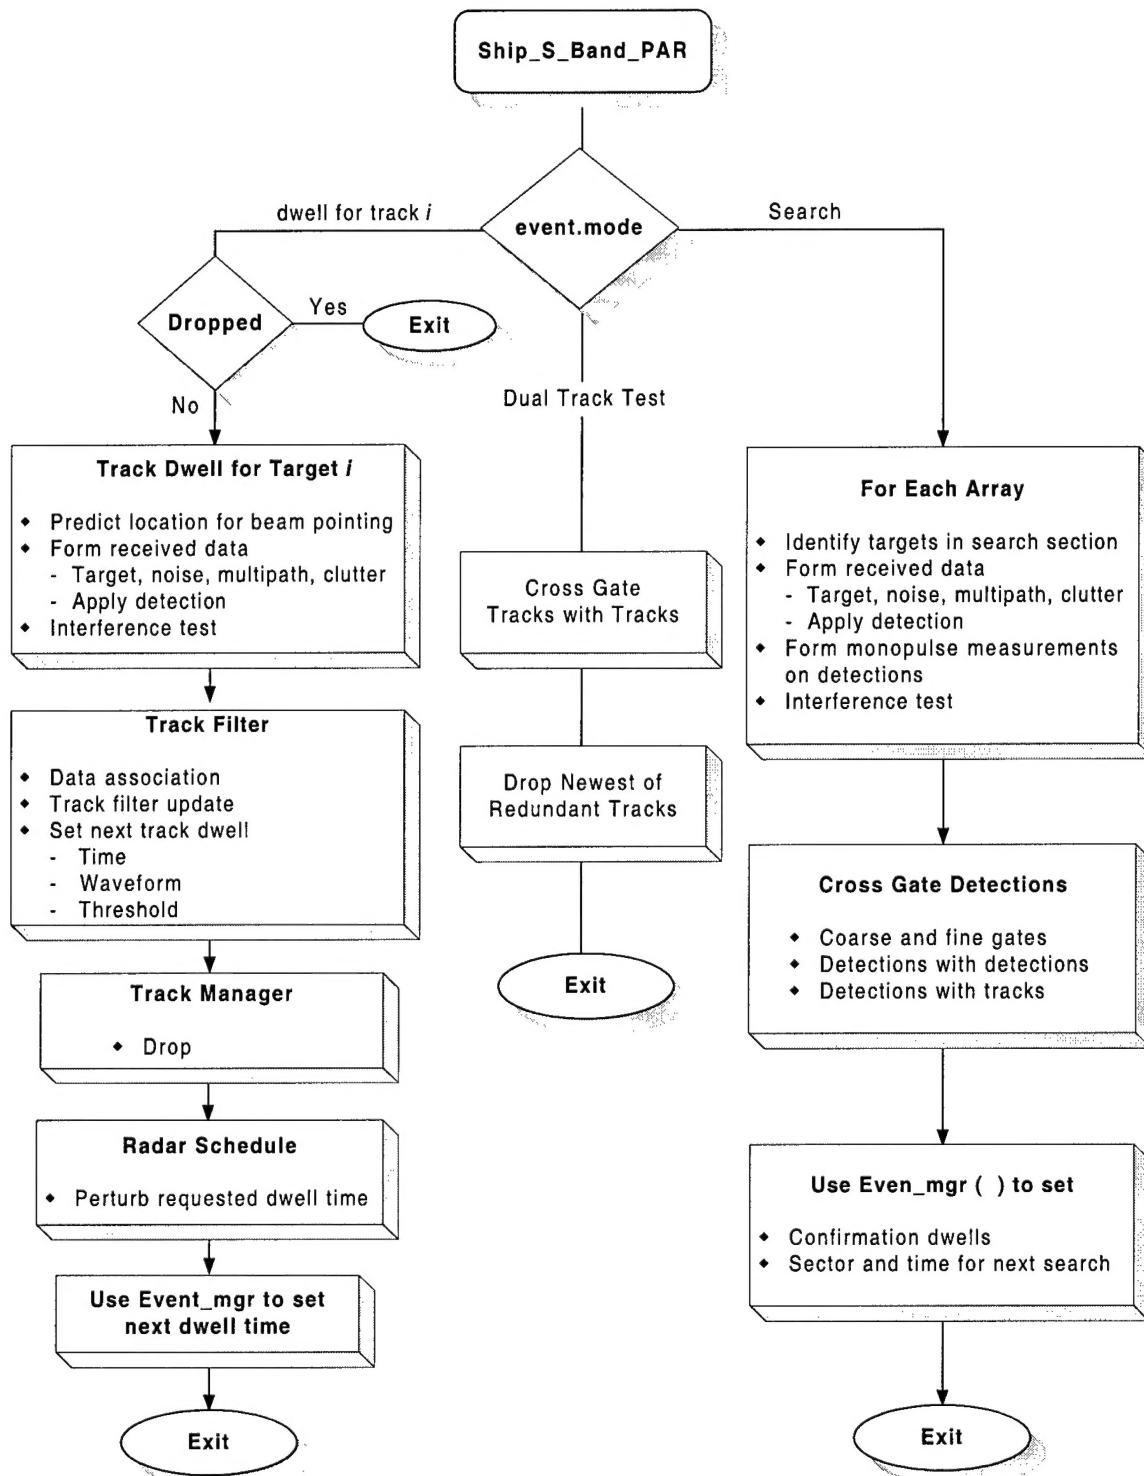 Ship_S_Band_PAR
event.mode
dwell for track i
Search
Dropped
Yes
Exit
No
Dual Track Test
Track Dwell for Target i
◆ Predict location for beam pointing
◆ Form received data
- Target, noise, multipath, clutter
- Apply detection
◆ Interference test
Track Filter
◆ Data association
◆ Track filter update
◆ Set next track dwell
- Time
- Waveform
- Threshold
Track Manager
◆ Drop
Radar Schedule
◆ Perturb requested dwell time
Use Event_mgr to set
next dwell time
Exit
Cross Gate
Tracks with Tracks
Drop Newest of
Redundant Tracks
Exit
For Each Array
◆ Identify targets in search section
◆ Form received data
- Target, noise, multipath, clutter
- Apply detection
◆ Form monopulse measurements
on detections
◆ Interference test
Cross Gate Detections
◆ Coarse and fine gates
◆ Detections with detections
◆ Detections with tracks
Use Even_mgr ( ) to set
◆ Confirmation dwells
◆ Sector and time for next search
Exit